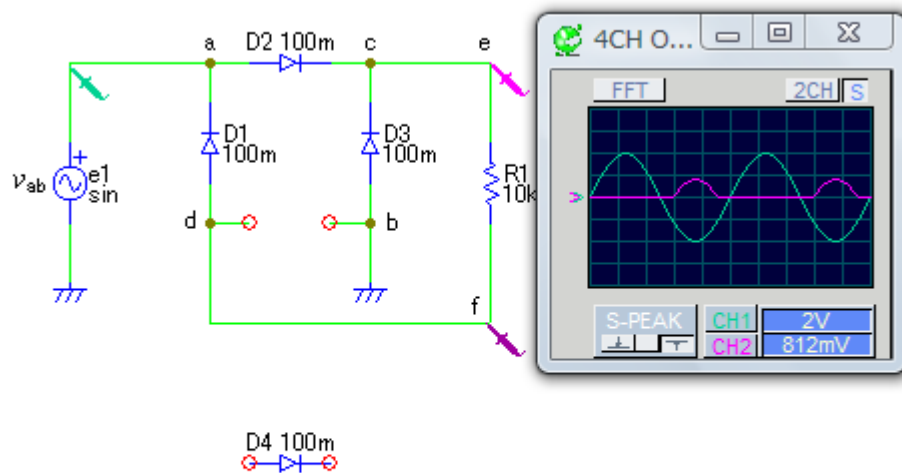 a
D2 100m
c
e
4CH O...
FFT
2CH
S
D1
100m
D3
100m
+
e1
sin
Vab
R1
10k
d
b
f
S-PEAK
CH1
2V
CH2
812mV
D4 100m